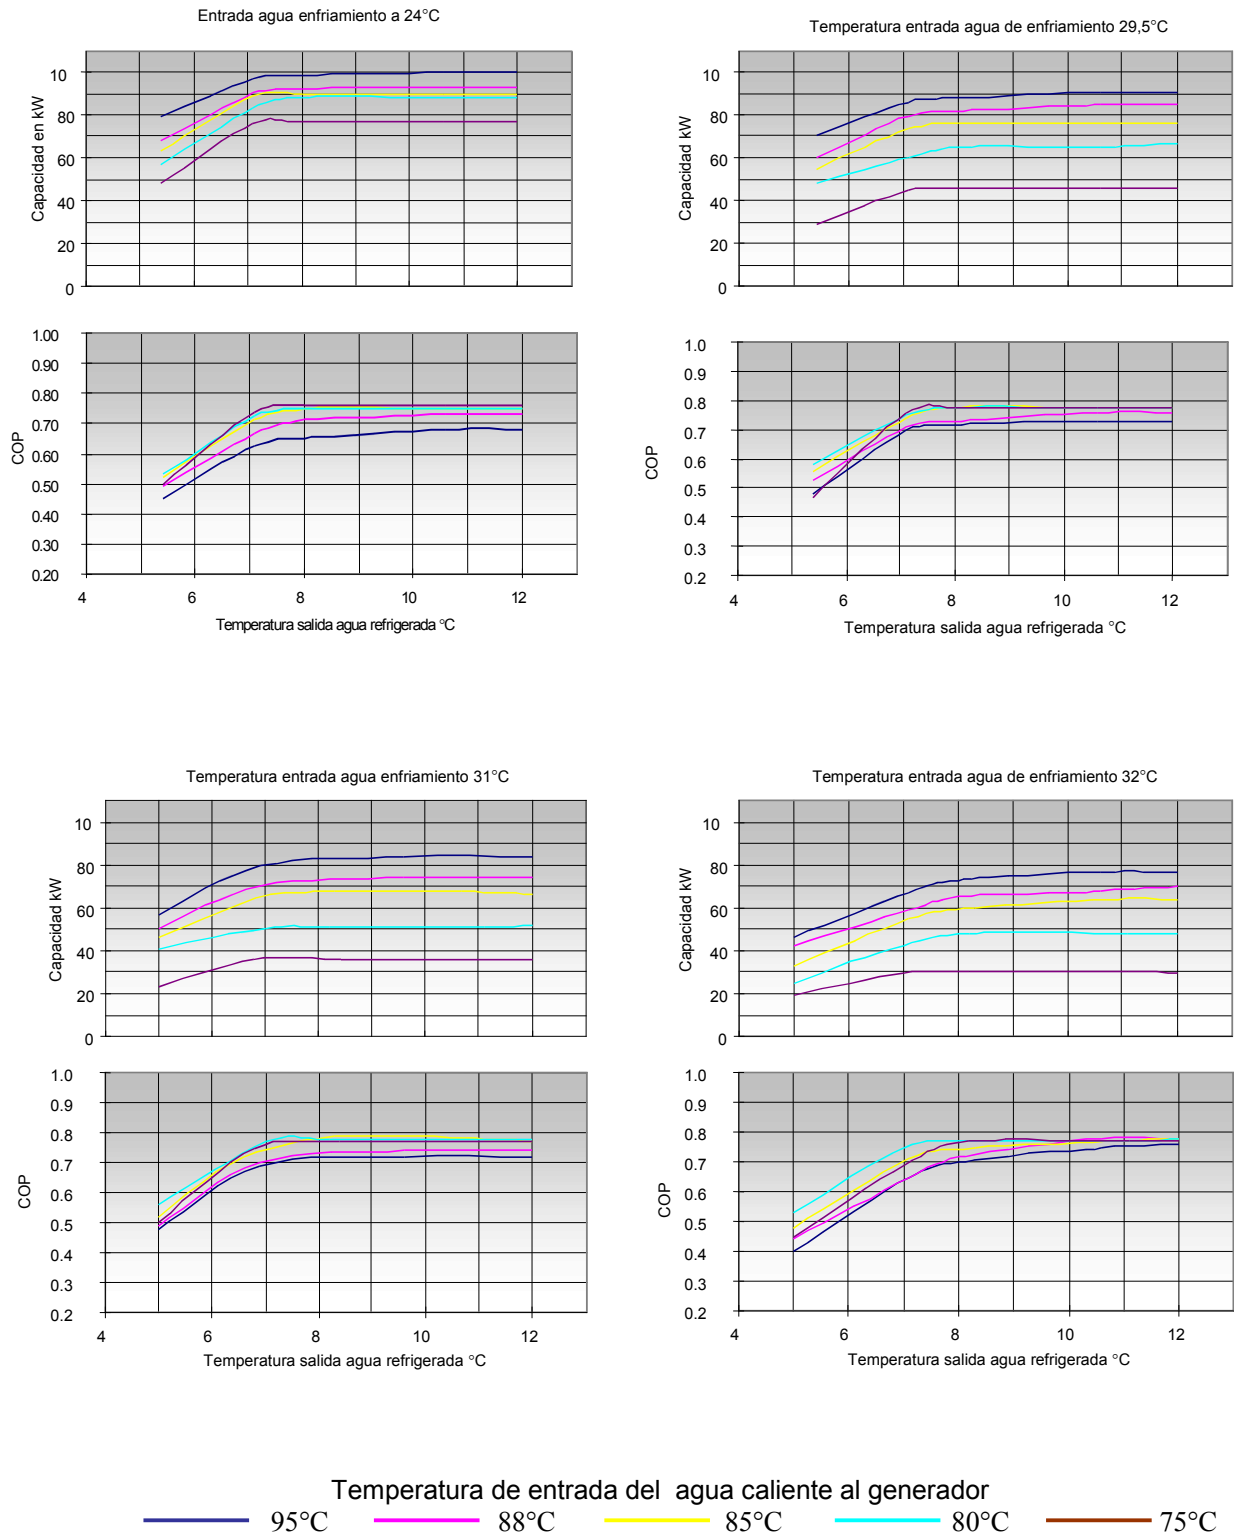 Entrada agua enfriamiento a 24°C
Capacidad en kW
10
80
60
40
20
0
COP
1.00
0.90
0.80
0.70
0.60
0.50
0.40
0.30
0.20
4 6 8 10 12
Temperatura salida agua refrigerada °C
Temperatura entrada agua de enfriamiento 29,5°C
Capacidad kW
10
80
60
40
20
0
COP
1.0
0.9
0.8
0.7
0.6
0.5
0.4
0.3
0.2
4 6 8 10 12
Temperatura salida agua refrigerada °C
Temperatura entrada agua enfriamiento 31°C
Capacidad kW
10
80
60
40
20
0
COP
1.0
0.9
0.8
0.7
0.6
0.5
0.4
0.3
0.2
4 6 8 10 12
Temperatura salida agua refrigerada °C
Temperatura entrada agua de enfriamiento 32°C
Capacidad kW
10
80
60
40
20
0
COP
1.0
0.9
0.8
0.7
0.6
0.5
0.4
0.3
0.2
4 6 8 10 12
Temperatura salida agua refrigerada °C
Temperatura de entrada del agua caliente al generador
95°C 88°C 85°C 80°C 75°C